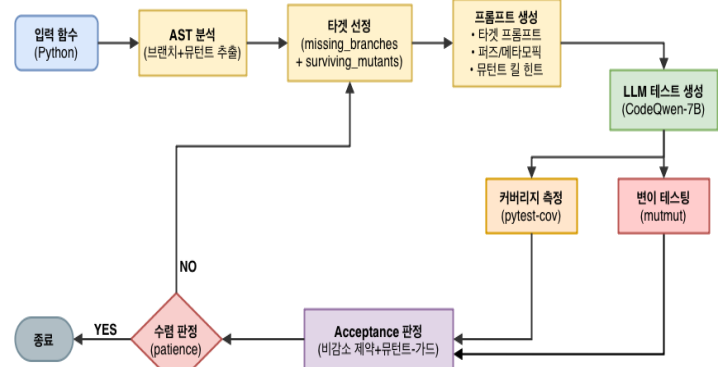 입력 함수
(Python)
AST 분석
(브랜치+뮤턴트 추출)
타겟 선정
(missing_branches
+ surviving_mutants)
프롬프트 생성
• 타겟 프롬프트
• 퍼즈/메타모픽
• 뮤턴트 킬 힌트
LLM 테스트 생성
(CodeQwen-7B)
커버리지 측정
(pytest-cov)
변이 테스팅
(mutmut)
Acceptance 판정
(비감소 제약+뮤턴트-가드)
수렴 판정
(patience)
NO
YES
종료